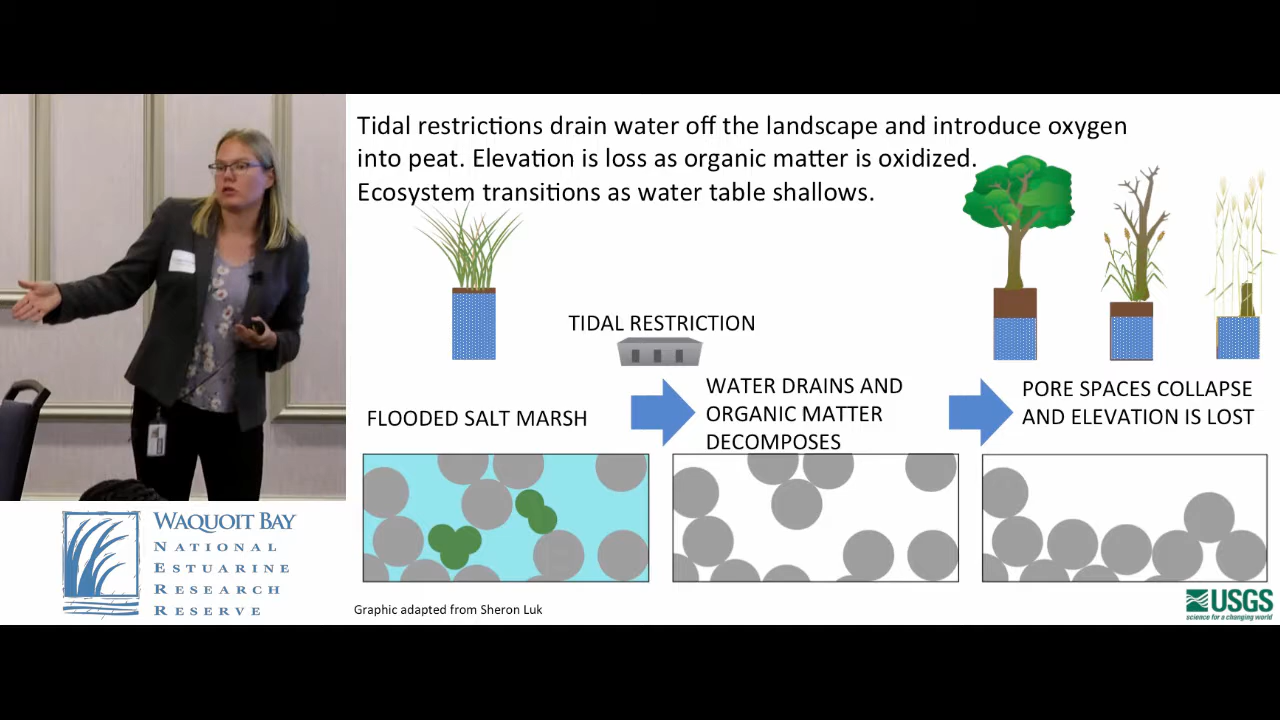 Tidal restrictions drain water off the landscape and introduce oxygen
into peat. Elevation is loss as organic matter is oxidized.
Ecosystem transitions as water table shallows.
TIDAL RESTRICTION
FLOODED SALT MARSH
WATER DRAINS AND
ORGANIC MATTER
DECOMPOSES
PORE SPACES COLLAPSE
AND ELEVATION IS LOST
WAQUOIT BAY
NATIONAL
ESTUARINE
RESEARCH
RESERVE
Graphic adapted from Sheron Luk
USGS
science for a changing world